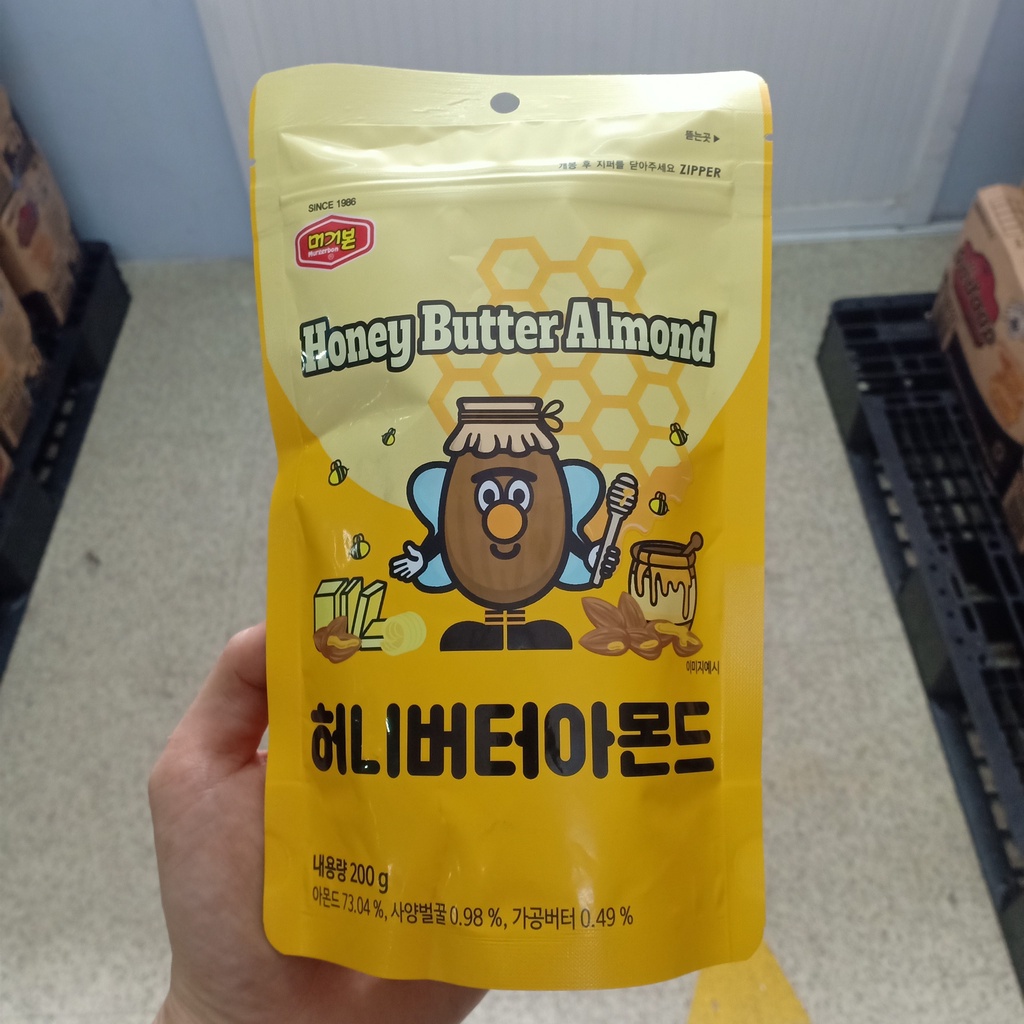 뜯는곳▶
개봉 후 지퍼를 닫아주세요 ZIPPER
SINCE 1986
머거본
Murgerbon
Honey Butter Almond
이미지예시
허니버터아몬드
내용량 200 g
아몬드 73.04 %, 사양벌꿀 0.98 %, 가공버터 0.49 %